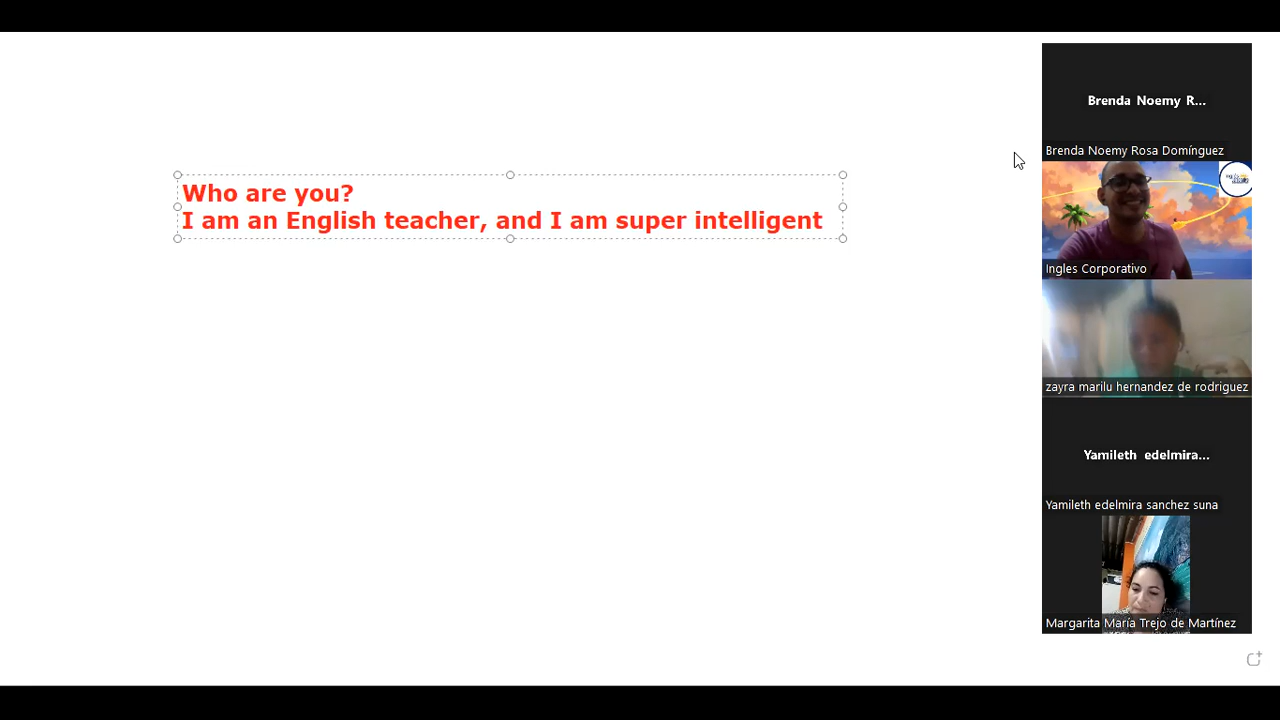 Who are you?
I am an English teacher, and I am super intelligent
Brenda Noemy R...
Brenda Noemy Rosa Domínguez
Ingles Corporativo
zayra marilu hernandez de rodriguez
Yamileth edelmira...
Yamileth edelmira sanchez suna
Margarita María Trejo de Martínez